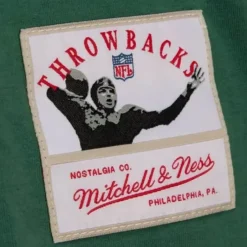 THROWBACKS
NFL
NOSTALGIA CO.
Mitchell & Ness
PHILADELPHIA, PA.